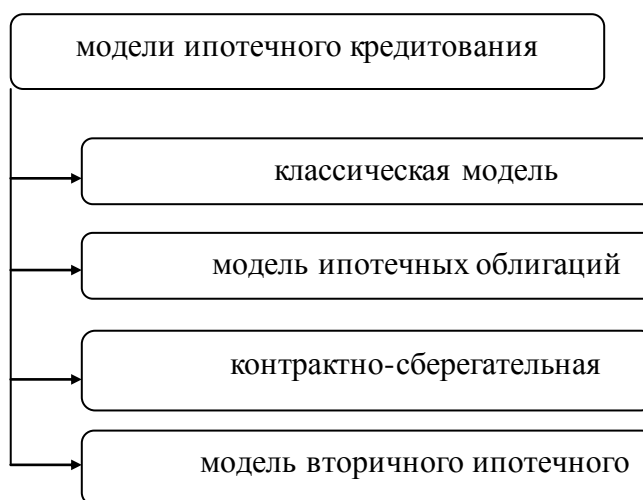 модели ипотечного кредитования
классическая модель
модель ипотечных облигаций
контрактно-сберегательная
модель вторичного ипотечного